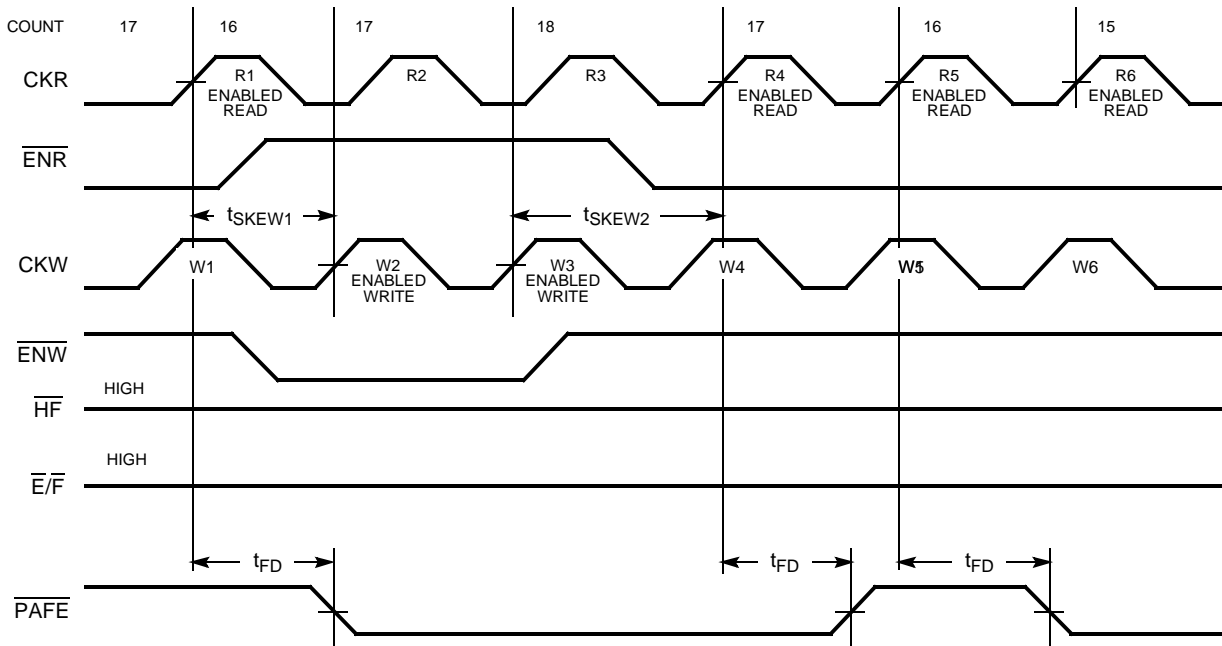 COUNT 17 16 17 18 17 16 15
CKR R1 R2 R3 R4 R5 R6
ENABLED ENABLED ENABLED ENABLED
READ READ READ READ
ENR
tSKEW1 tSKEW2
CKW W1 W2 W3 W4 W5 W6
ENABLED ENABLED
WRITE WRITE
ENW
HIGH
HF
HIGH
E/F
tFD tFD tFD
PAFE